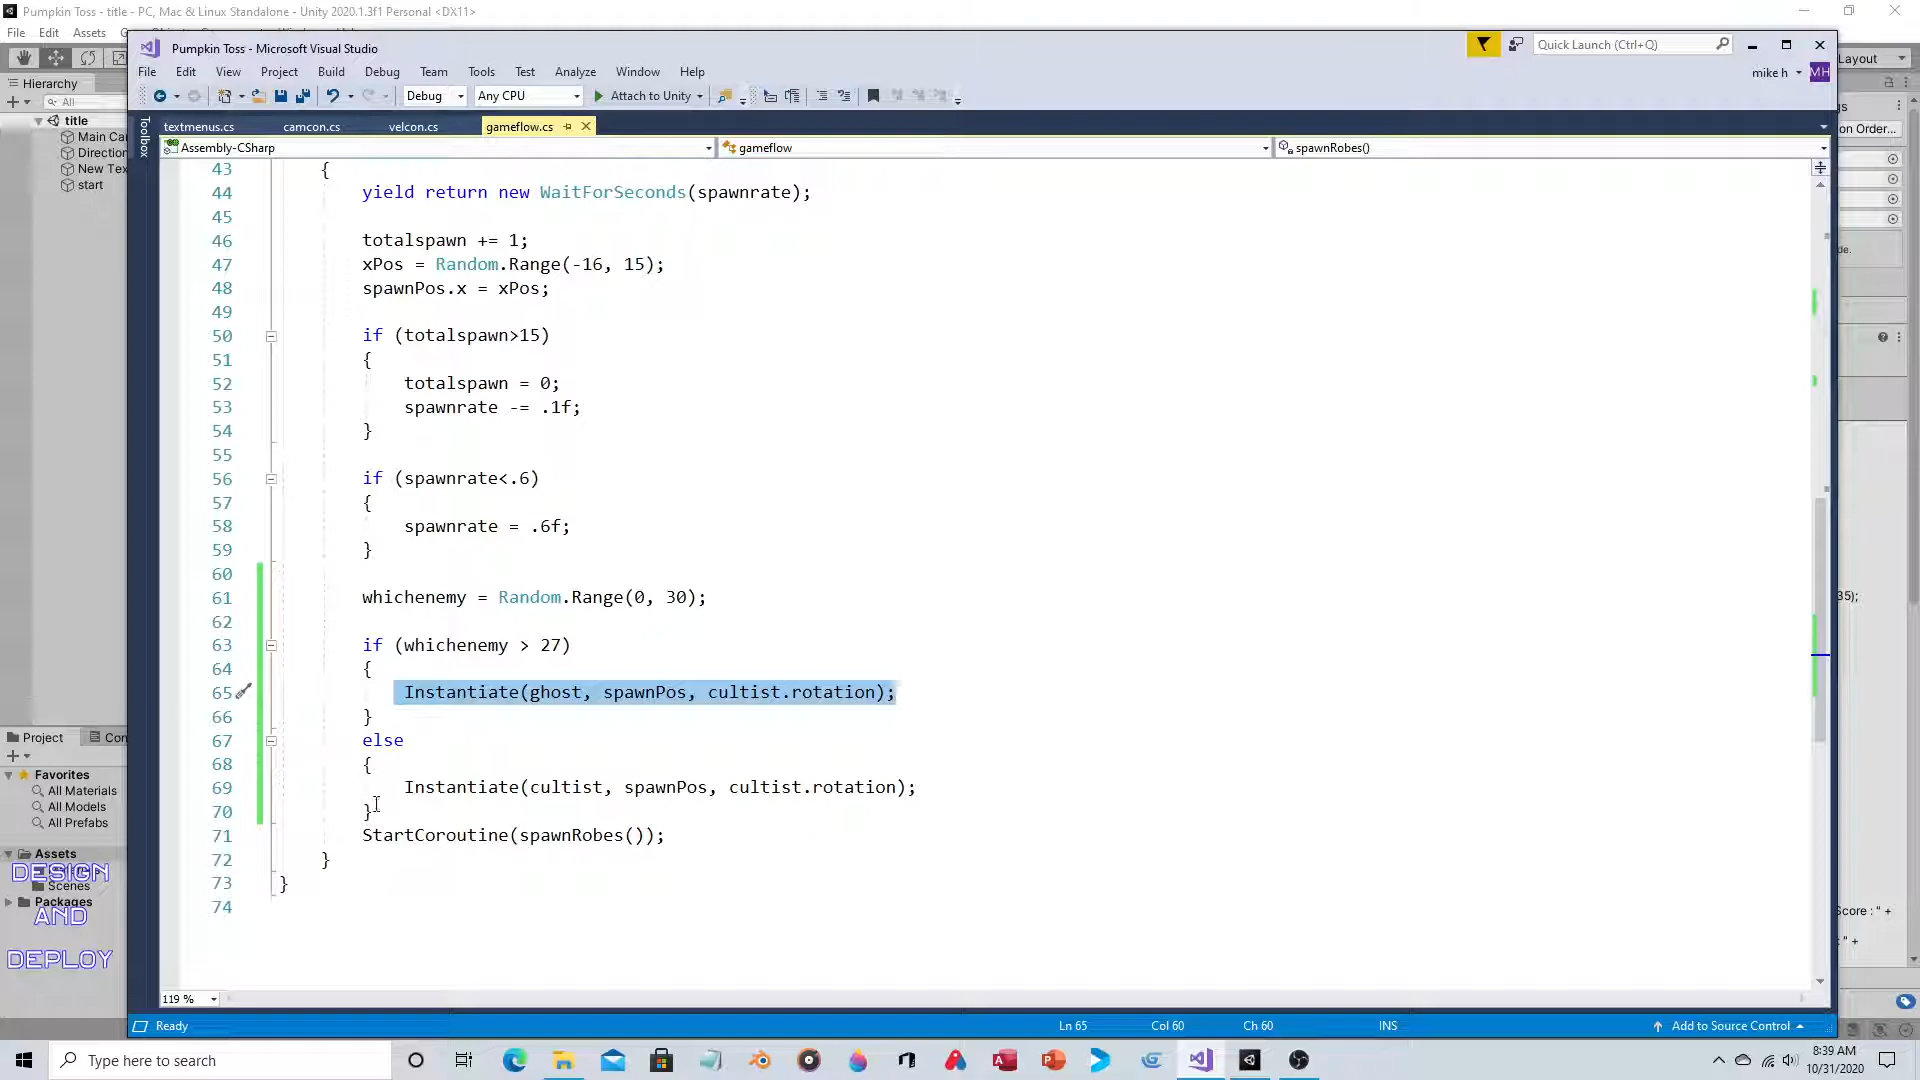 Pumpkin Toss - title - PC, Mac & Linux Standalone - Unity 2020.1.3f1 Personal <DX11>
File Edit Assets
Pumpkin Toss - Microsoft Visual Studio
Quick Launch (Ctrl+Q)
File Edit View Project Build Debug Team Tools Test Analyze Window Help
mike h MH
Layout
Debug Any CPU Attach to Unity
Hierarchy
All
title
Main Ca
Direction
New Tex
start
Toolbox
textmenus.cs camcon.cs velcon.cs gameflow.cs
Assembly-CSharp gameflow spawnRobes()
on Order...
43 {
44 yield return new WaitForSeconds(spawnrate);
45
46 totalspawn += 1;
47 xPos = Random.Range(-16, 15);
48 spawnPos.x = xPos;
49
50 if (totalspawn>15)
51 {
52 totalspawn = 0;
53 spawnrate -= .1f;
54 }
55
56 if (spawnrate<.6)
57 {
58 spawnrate = .6f;
59 }
60
61 whichenemy = Random.Range(0, 30);
62
63 if (whichenemy > 27)
64 {
65 Instantiate(ghost, spawnPos, cultist.rotation);
66 }
67 else
68 {
69 Instantiate(cultist, spawnPos, cultist.rotation);
70 }
71 StartCoroutine(spawnRobes());
72 }
73 }
74
de.
35);
Score : " +
" +
Project Con
Favorites
All Materials
All Models
All Prefabs
Assets
Scenes
Packages
DESIGN
AND
DEPLOY
119 %
Ready Ln 65 Col 60 Ch 60 INS Add to Source Control
Type here to search
8:39 AM
10/31/2020